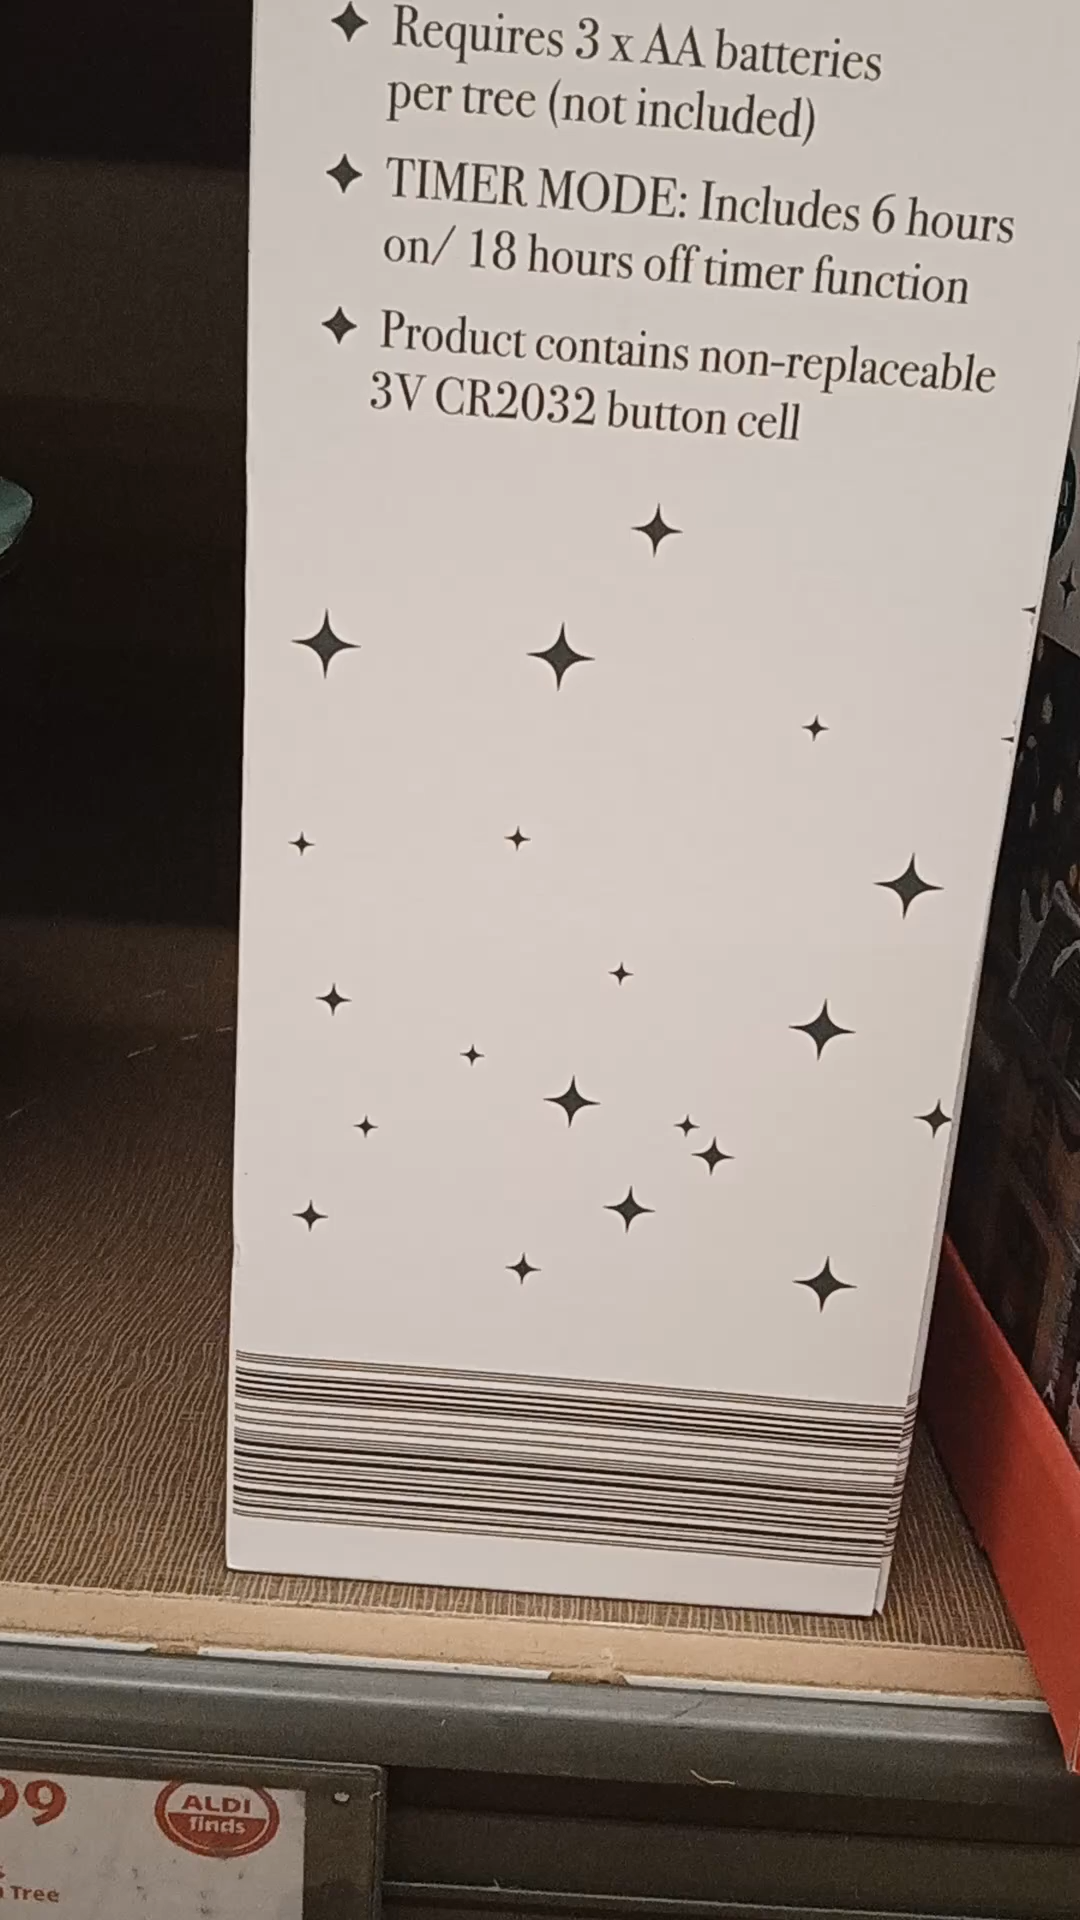 Requires 3 x AA batteries
per tree (not included)
TIMER MODE: Includes 6 hours
on/ 18 hours off timer function
Product contains non-replaceable
3V CR2032 button cell
99
ALDI
finds
Tree